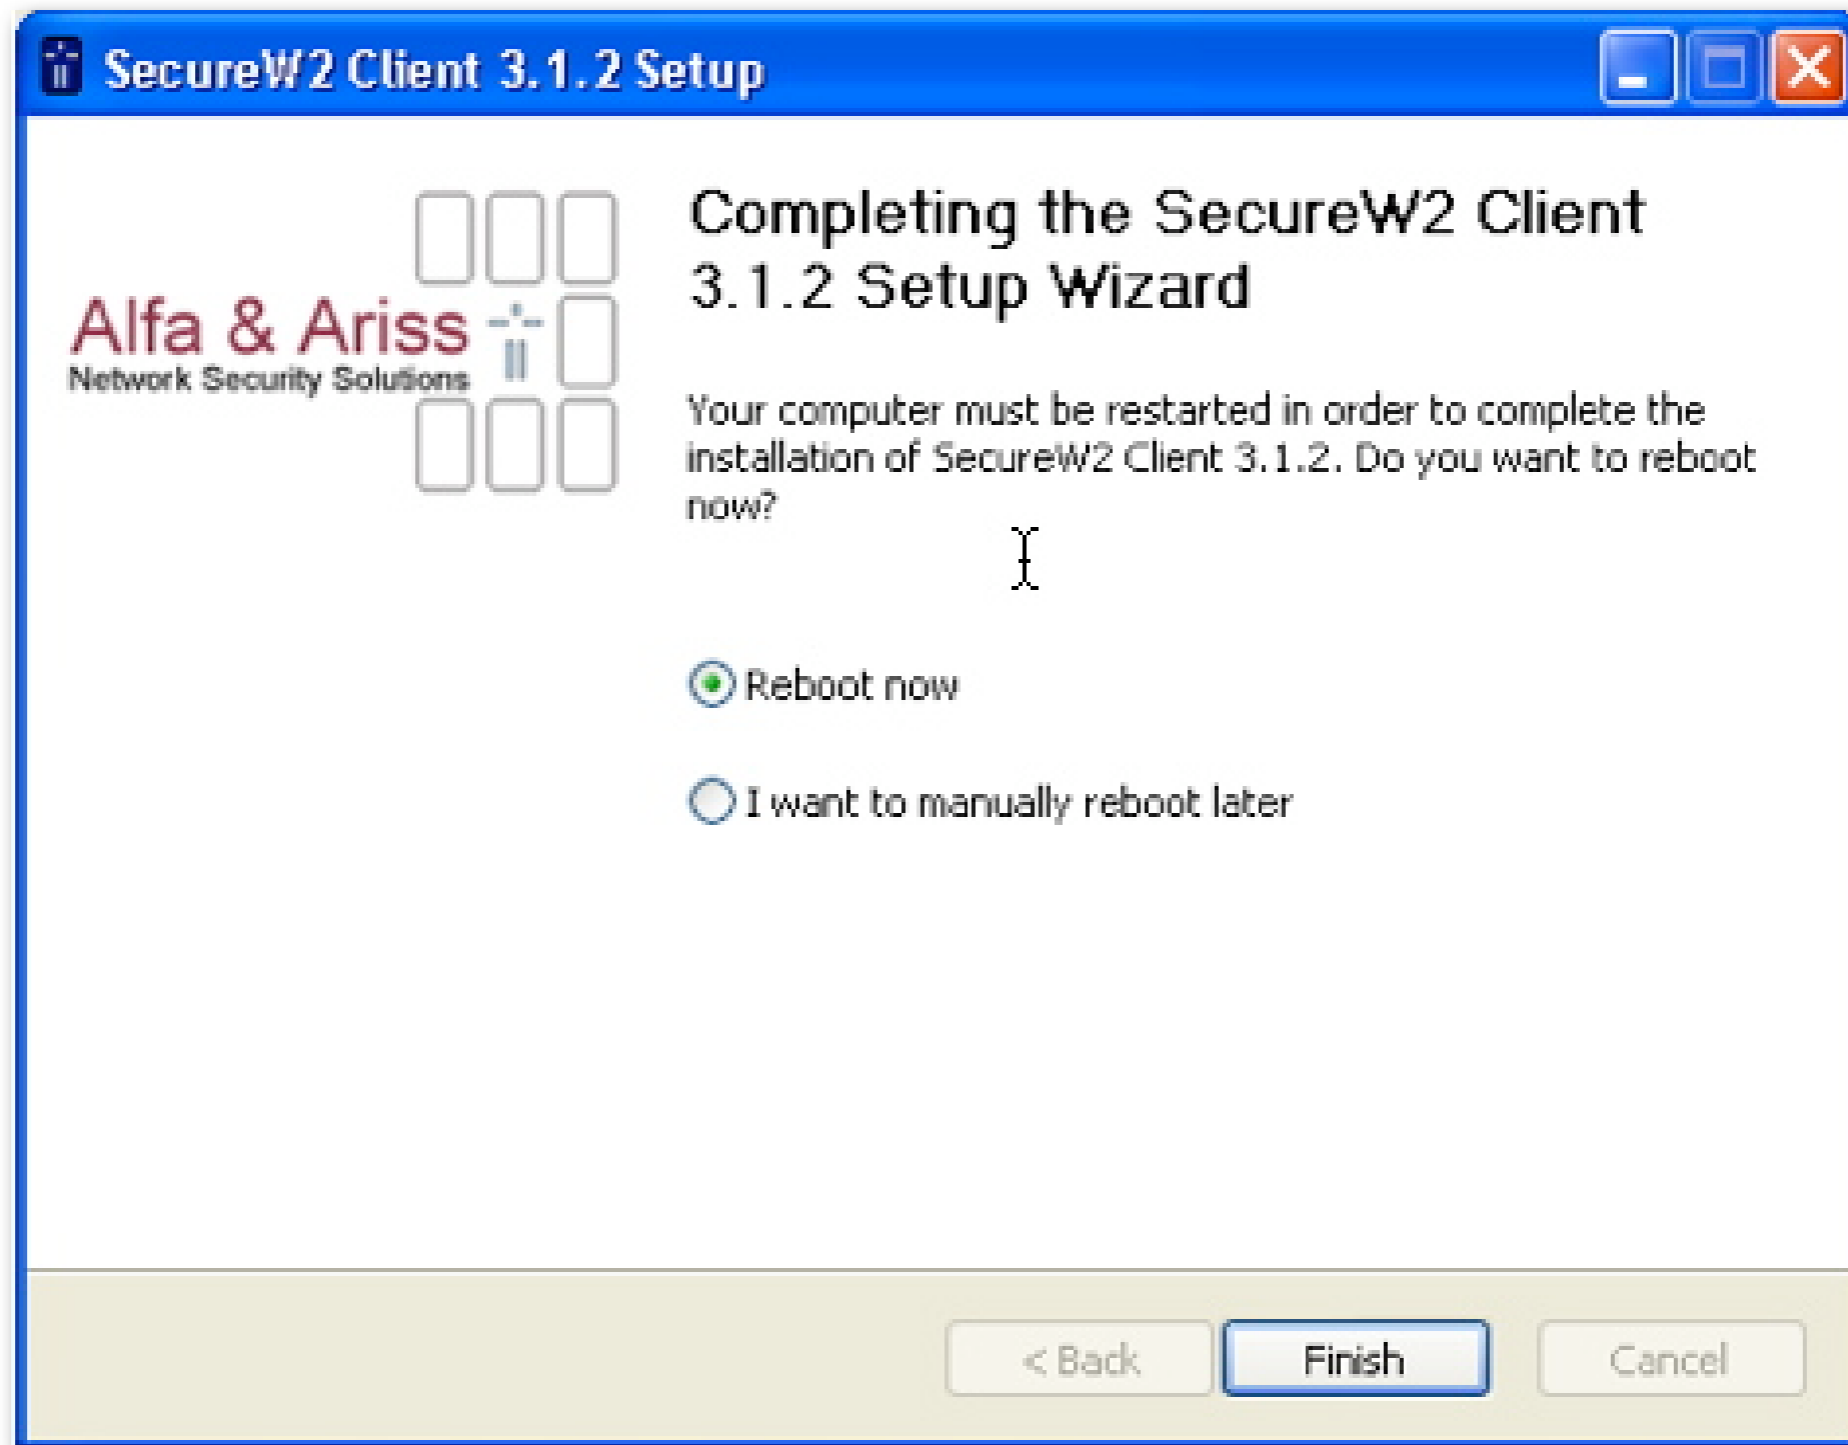 SecureW2 Client 3.1.2 Setup
Completing the SecureW2 Client
3.1.2 Setup Wizard
Alfa & Ariss
Network Security Solutions
Your computer must be restarted in order to complete the
installation of SecureW2 Client 3.1.2. Do you want to reboot
now?
Reboot now
I want to manually reboot later
< Back
Finish
Cancel